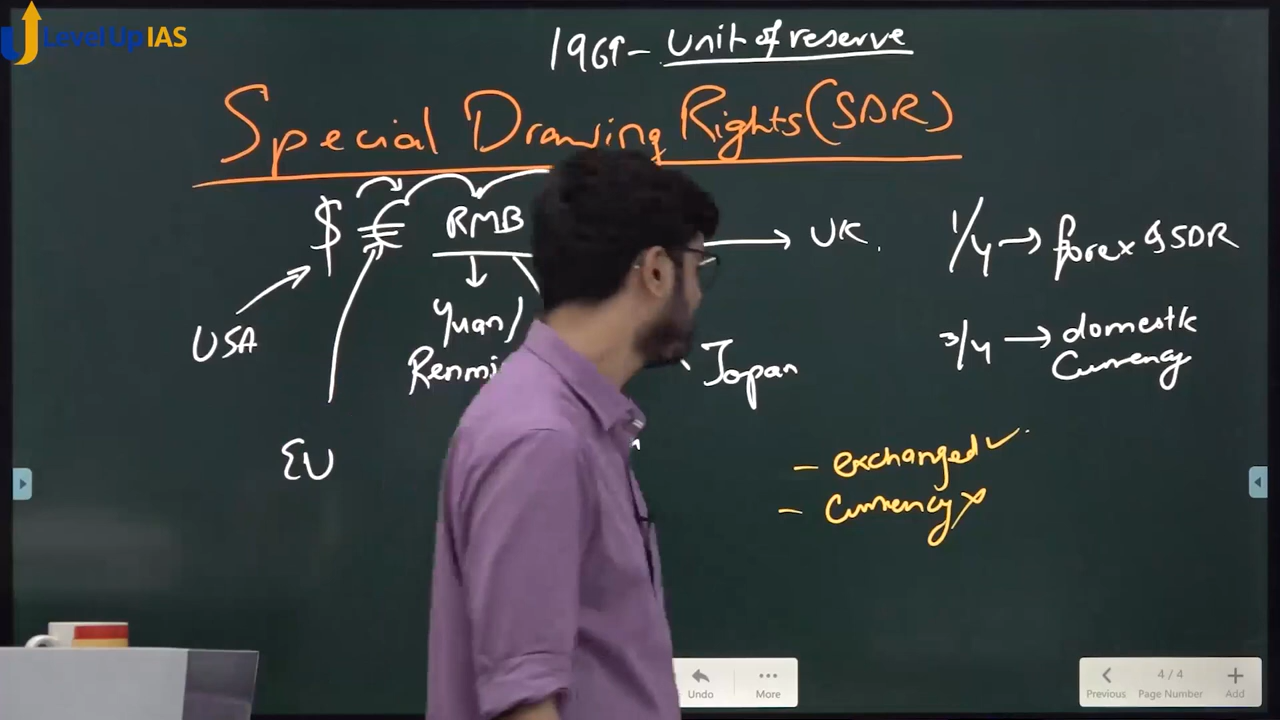 LevelUp IAS
1969 - Unit of reserve
Special Drawing Rights (SDR)
$ € RMB → UK.
1/4 → forex & SDR
Yuan/
USA
3/4 → domestic
Currency
Japan
EU
- exchanged ✓
- Currency ✗
Undo
More
4 / 4
Previous
Page Number
Add